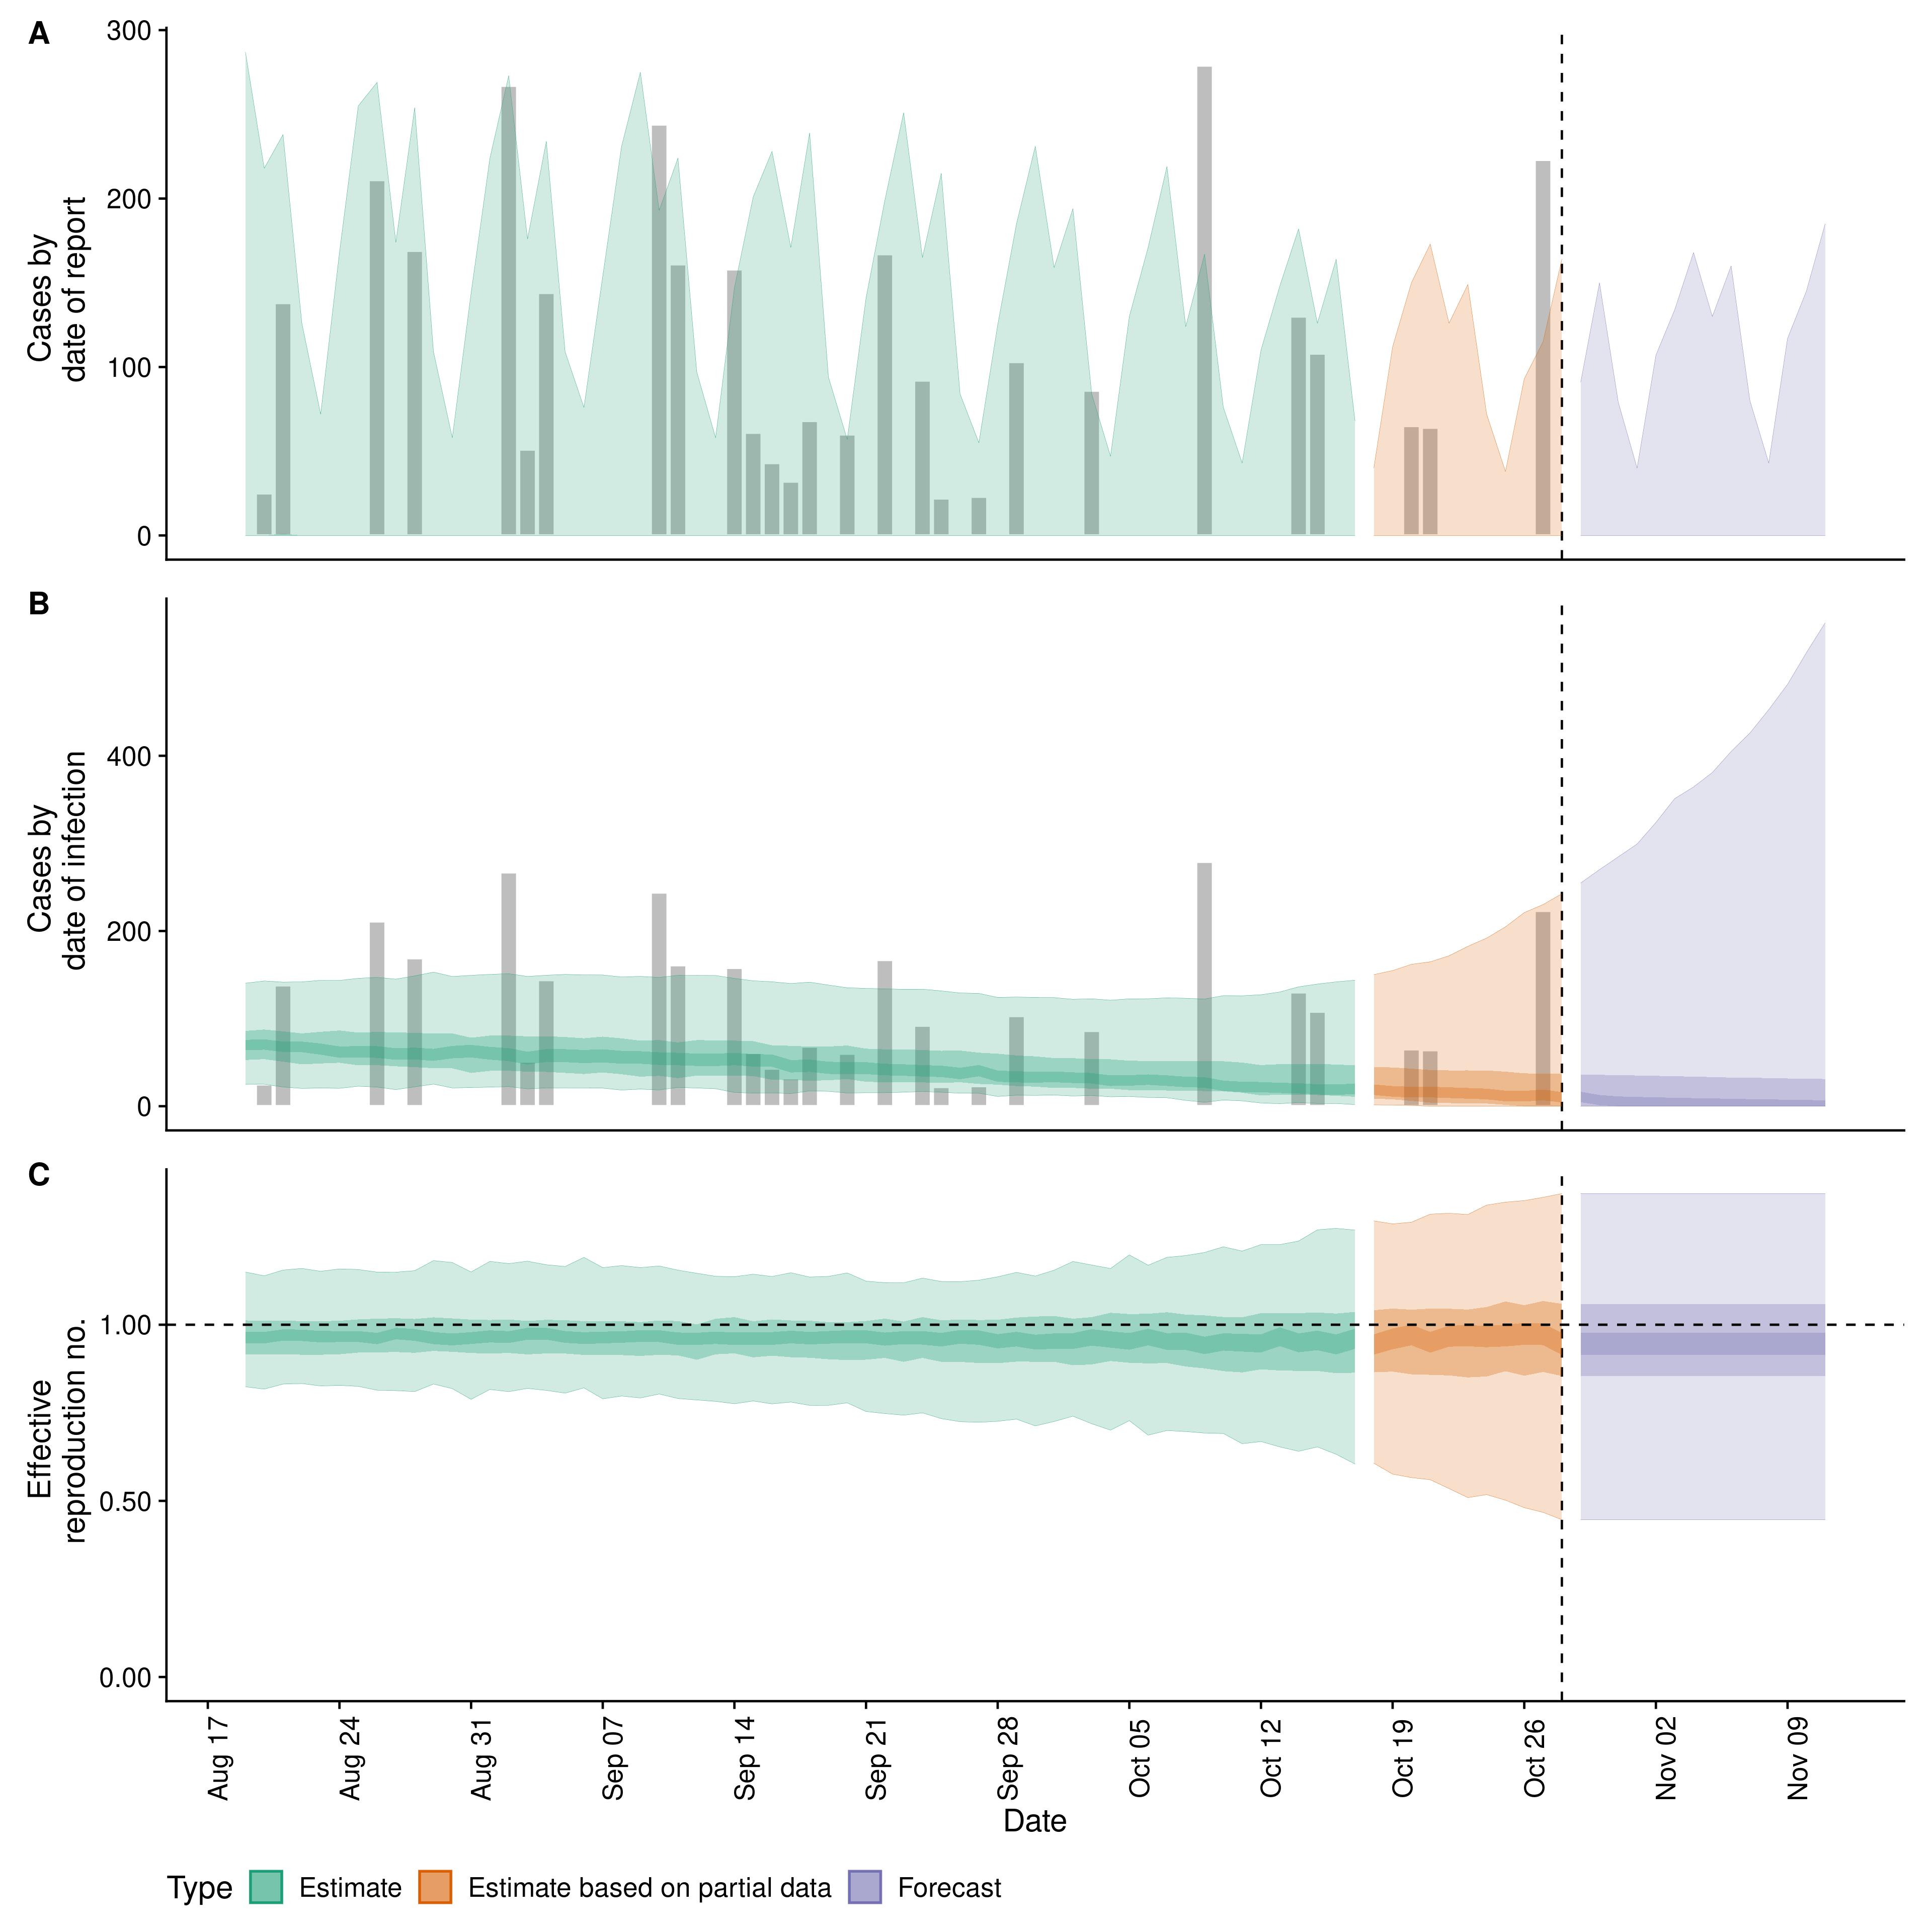 A
Cases by
date of report
300
200
100
0
B
Cases by
date of infection
400
200
0
C
Effective
reproduction no.
1.00
0.50
0.00
Aug 17
Aug 24
Aug 31
Sep 07
Sep 14
Sep 21
Sep 28
Oct 05
Oct 12
Oct 19
Oct 26
Nov 02
Nov 09
Date
Type Estimate Estimate based on partial data Forecast